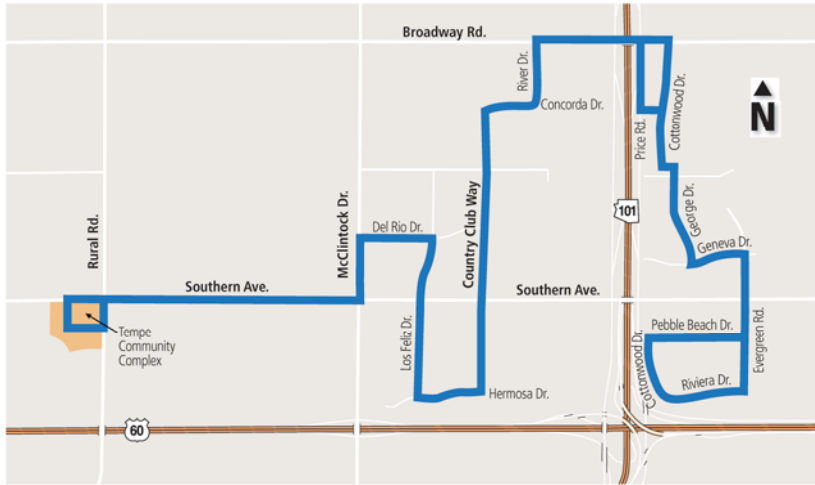 Broadway Rd.
River Dr.
Concorda Dr.
Price Rd.
Cottonwood Dr.
N
Rural Rd.
McClintock Dr.
Del Rio Dr.
Country Club Way
101
George Dr.
Geneva Dr.
Southern Ave.
Southern Ave.
Tempe
Community
Complex
Los Feliz Dr.
Hermosa Dr.
Pebble Beach Dr.
Cottonwood Dr.
Riviera Dr.
Evergreen Rd.
60